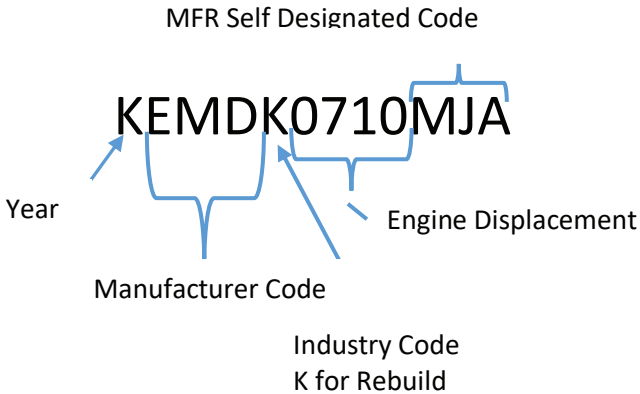 MFR Self Designated Code
KEMDK0710MJA
Year
Engine Displacement
Manufacturer Code
Industry Code
K for Rebuild